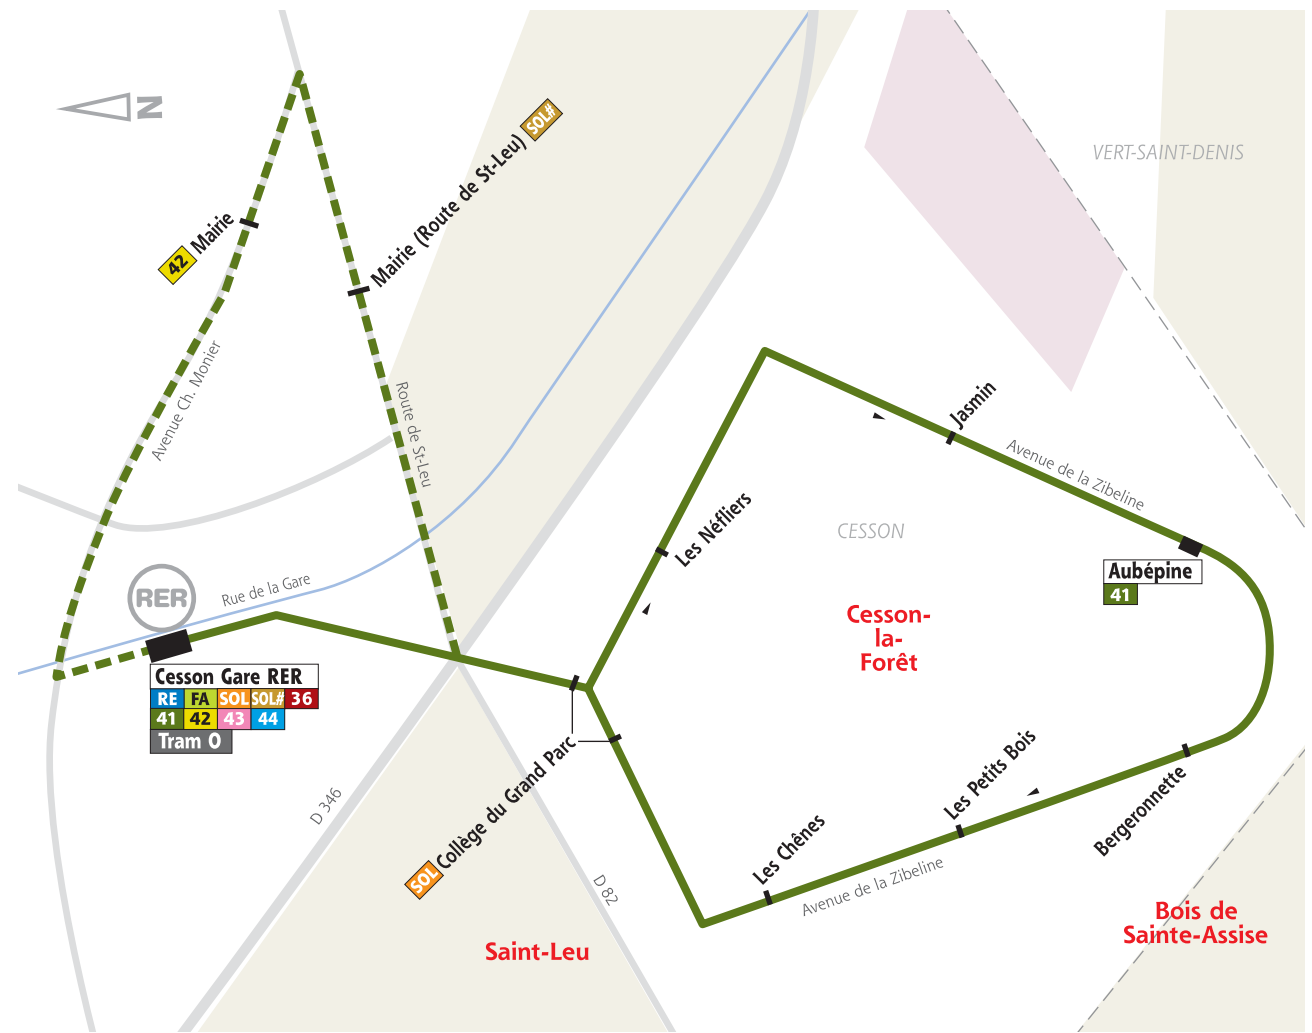 N
SOL#
Mairie (Route de St-Leu)
VERT-SAINT-DENIS
42 Mairie
Avenue Ch. Monier
Route de St-Leu
Jasmin
Avenue de la Zibeline
Les Néfliers
CESSON
RER
Rue de la Gare
Aubépine
41
Cesson-
la-
Forêt
Cesson Gare RER
RE FA SOL SOL# 36
41 42 43 44
Tram 0
D 346
SOL Collège du Grand Parc
Les Petits Bois
Bergeronnette
Les Chênes
Avenue de la Zibeline
D 82
Bois de
Sainte-Assise
Saint-Leu